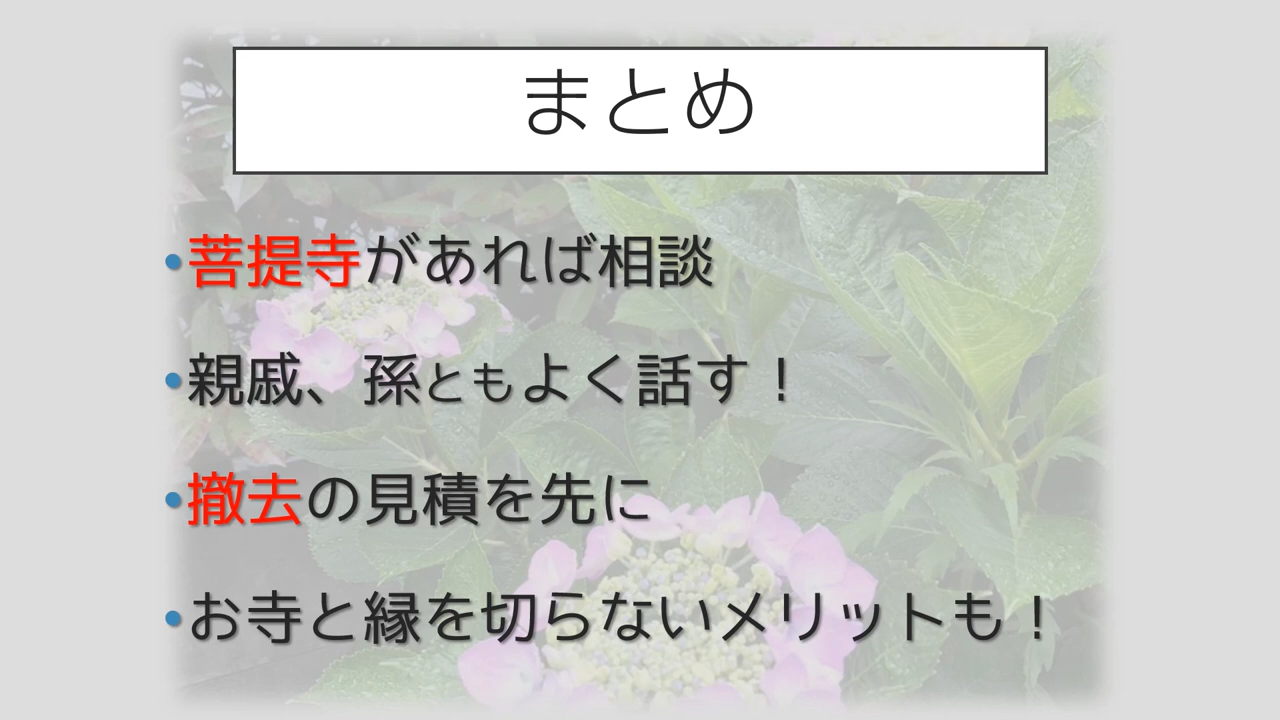 まとめ
•菩提寺があれば相談
•親戚、孫ともよく話す！
•撤去の見積を先に
•お寺と縁を切らないメリットも！